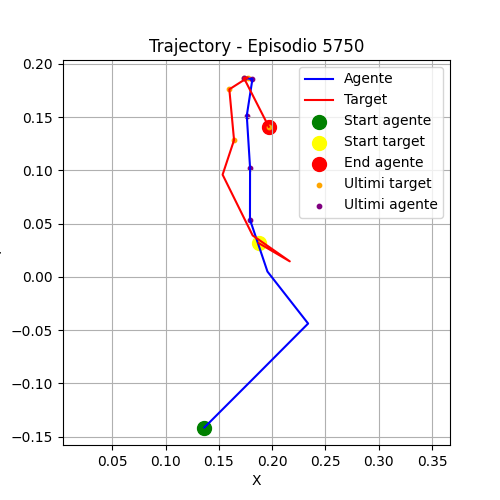 Trajectory - Episodio 5750
Agente
Target
Start agente
Start target
End agente
Ultimi target
Ultimi agente
0.20
0.15
0.10
0.05
0.00
−0.05
−0.10
−0.15
0.05 0.10 0.15 0.20 0.25 0.30 0.35
X